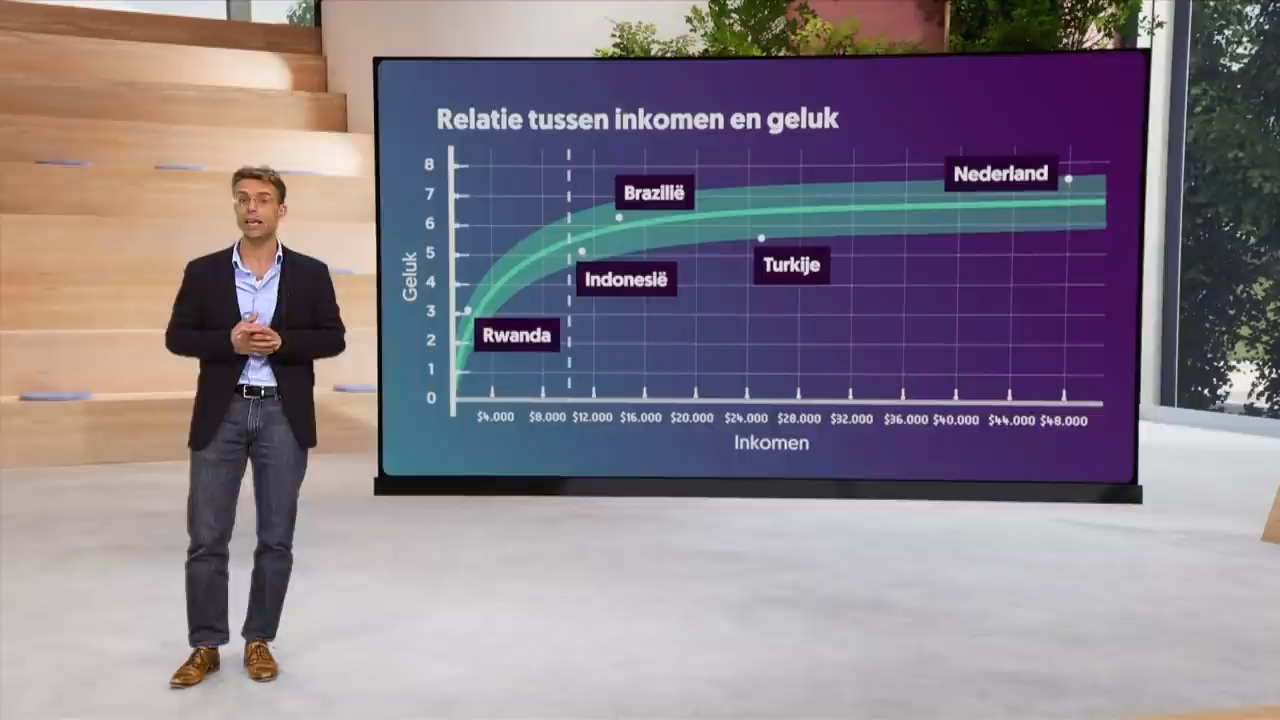 Relatie tussen inkomen en geluk
8
7
6
5
4
3
2
1
0
Geluk
Brazilië
Nederland
Indonesië
Turkije
Rwanda
$4.000 $8.000 $12.000 $16.000 $20.000 $24.000 $28.000 $32.000 $36.000 $40.000 $44.000 $48.000
Inkomen